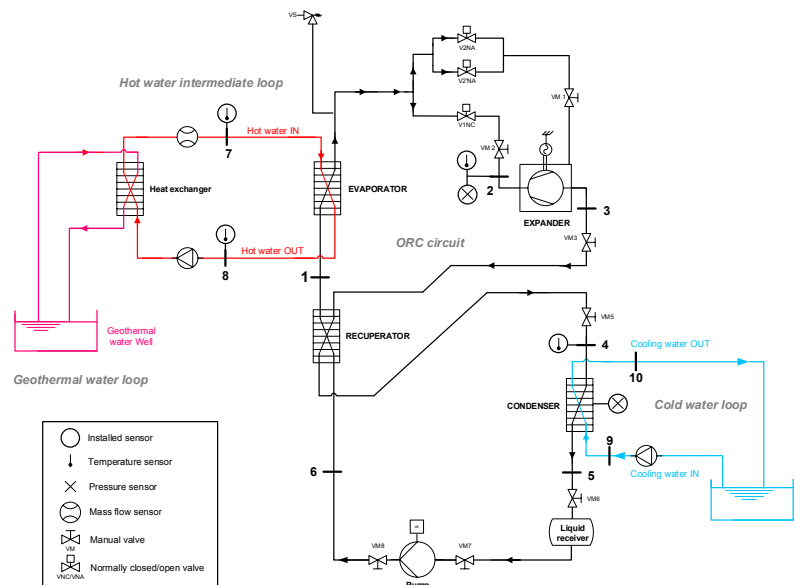 VS
V2NA
Hot water intermediate loop
V2'NA
VM 1
V1NC
Hot water IN
7
VM 2
Heat exchanger
EVAPORATOR
2
EXPANDER
3
Hot water OUT
ORC circuit
VM3
8
1
VM5
Geothermal
water Well
RECUPERATOR
4
Cooling water OUT
10
Geothermal water loop
CONDENSER
Cold water loop
9
Installed sensor
Temperature sensor
6
5
Cooling water IN
Pressure sensor
VM6
Mass flow sensor
Liquid
receiver
Manual valve
VM
VM8
VM7
Normally closed/open valve
VNC/VNA
Pump